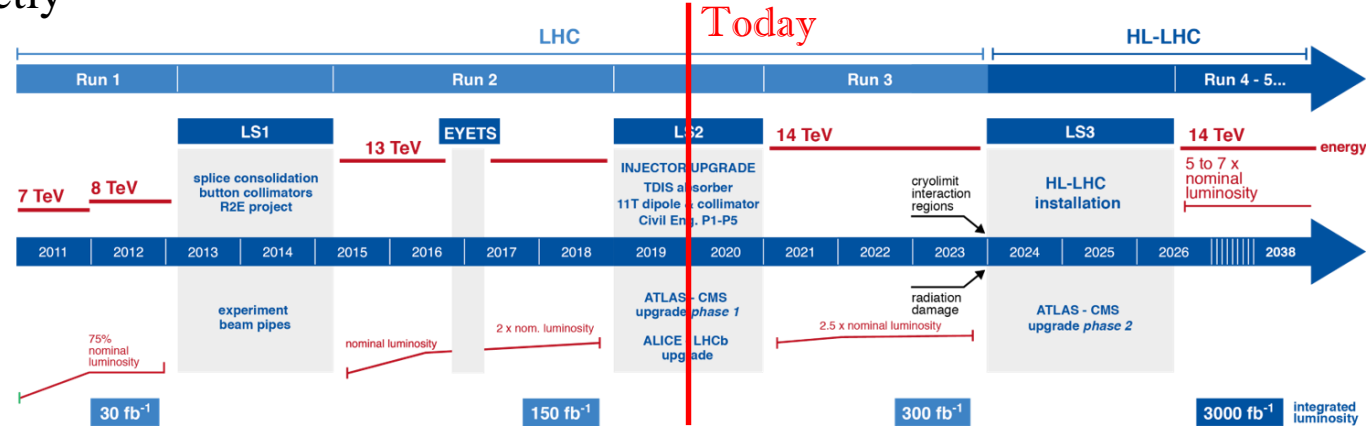 etry
Today
LHC
HL-LHC
Run 1
Run 2
Run 3
Run 4 - 5...
LS1
EYETS
LS2
LS3
13 TeV
14 TeV
14 TeV
energy
7 TeV
8 TeV
splice consolidation
button collimators
R2E project
INJECTOR UPGRADE
TDIS absorber
11T dipole & collimator
Civil Eng. P1-P5
cryolimit
interaction
regions
HL-LHC
installation
5 to 7 x
nominal
luminosity
2011
2012
2013
2014
2015
2016
2017
2018
2019
2020
2021
2022
2023
2024
2025
2026
2038
experiment
beam pipes
ATLAS - CMS
upgrade phase 1
ALICE - LHCb
upgrade
radiation
damage
ATLAS - CMS
upgrade phase 2
75%
nominal
luminosity
nominal luminosity
2 x nom. luminosity
2.5 x nominal luminosity
30 fb⁻¹
150 fb⁻¹
300 fb⁻¹
3000 fb⁻¹
integrated
luminosity